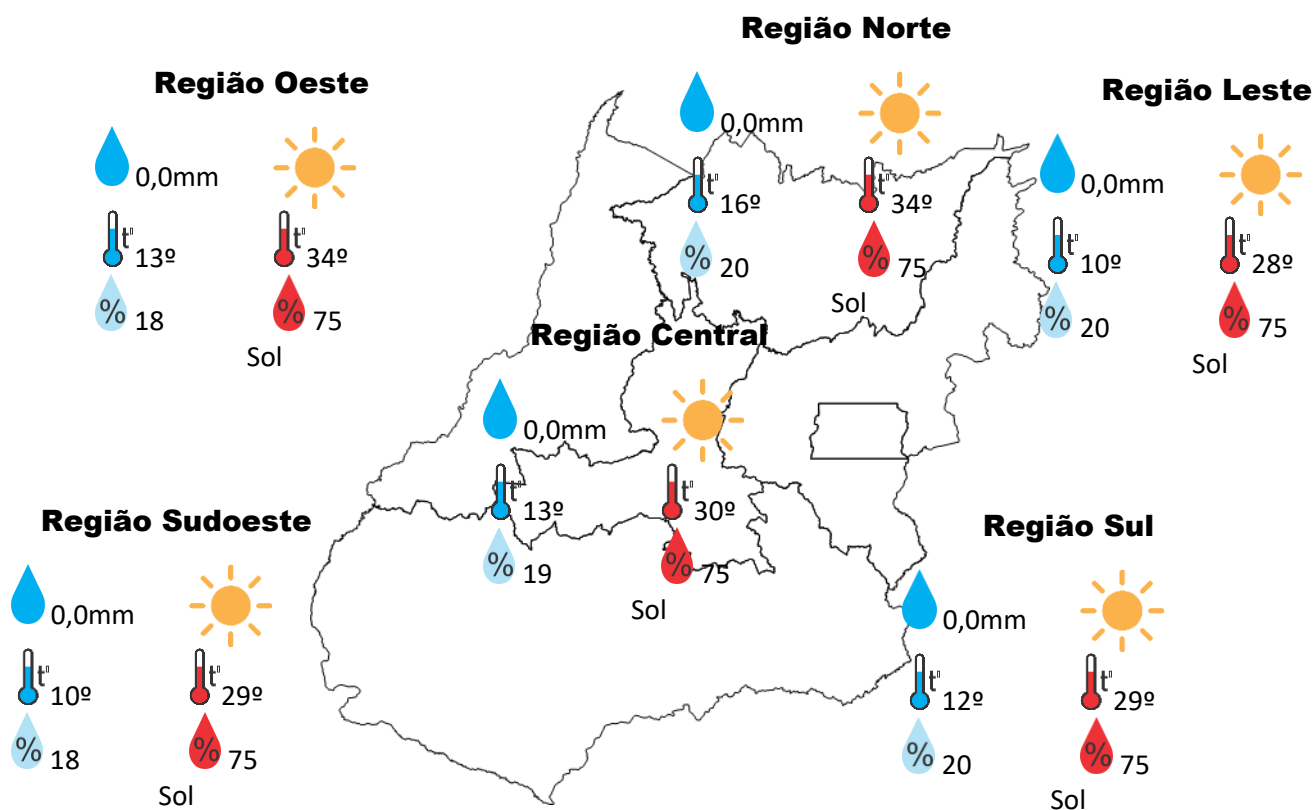 Região Norte
0,0mm
t°
16º
t°
34º
% 20
% 75
Sol
Região Oeste
0,0mm
t°
13º
t°
34º
% 18
% 75
Sol
Região Leste
0,0mm
t°
10º
t°
28º
% 20
% 75
Sol
Região Central
0,0mm
t°
13º
t°
30º
% 19
% 75
Sol
Região Sudoeste
0,0mm
t°
10º
t°
29º
% 18
% 75
Sol
Região Sul
0,0mm
t°
12º
t°
29º
% 20
% 75
Sol